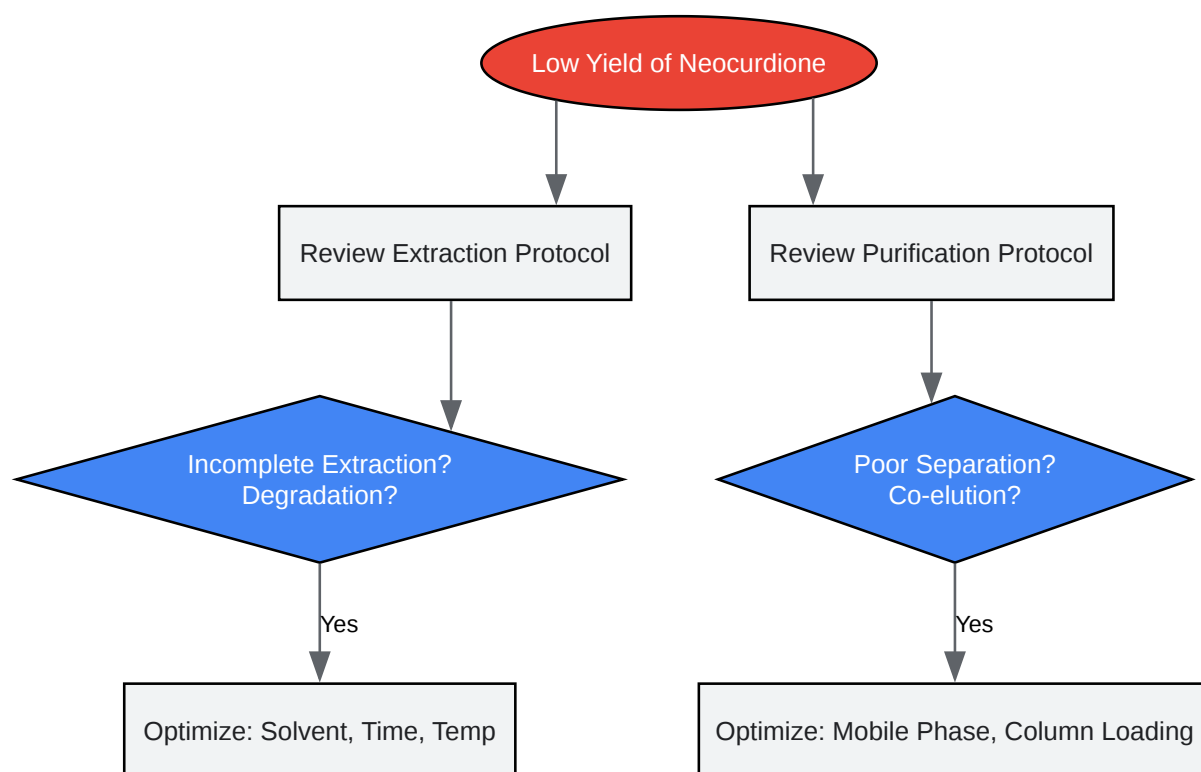 Low Yield of Neocurdione
Review Extraction Protocol
Review Purification Protocol
Incomplete Extraction?
Degradation?
Poor Separation?
Co-elution?
Yes
Yes
Optimize: Solvent, Time, Temp
Optimize: Mobile Phase, Column Loading